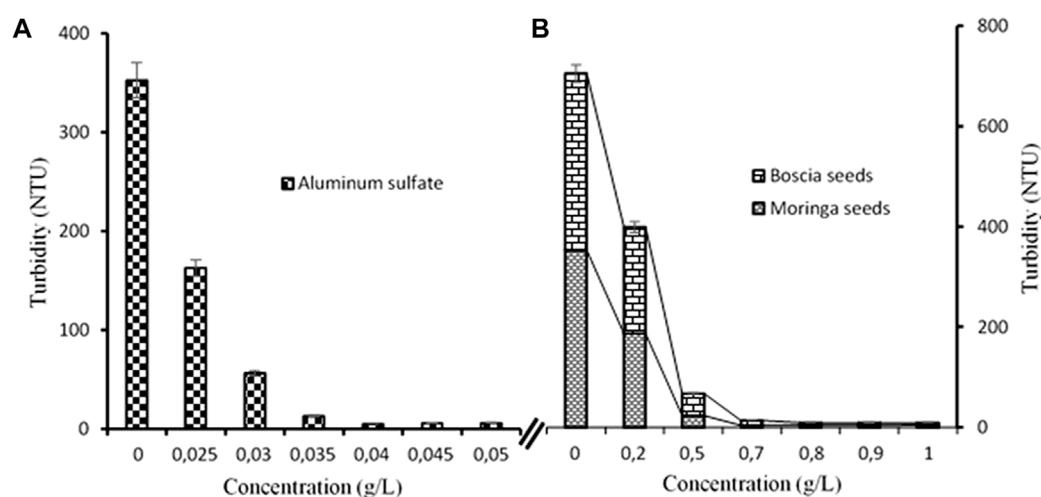 A
B
400
300
200
100
0
Turbidity (NTU)
Aluminum sulfate
0 0,025 0,03 0,035 0,04 0,045 0,05
Concentration (g/L)
Boscia seeds
Moringa seeds
0 0,2 0,5 0,7 0,8 0,9 1
Concentration (g/L)
800
600
400
200
0
Turbidity (NTU)